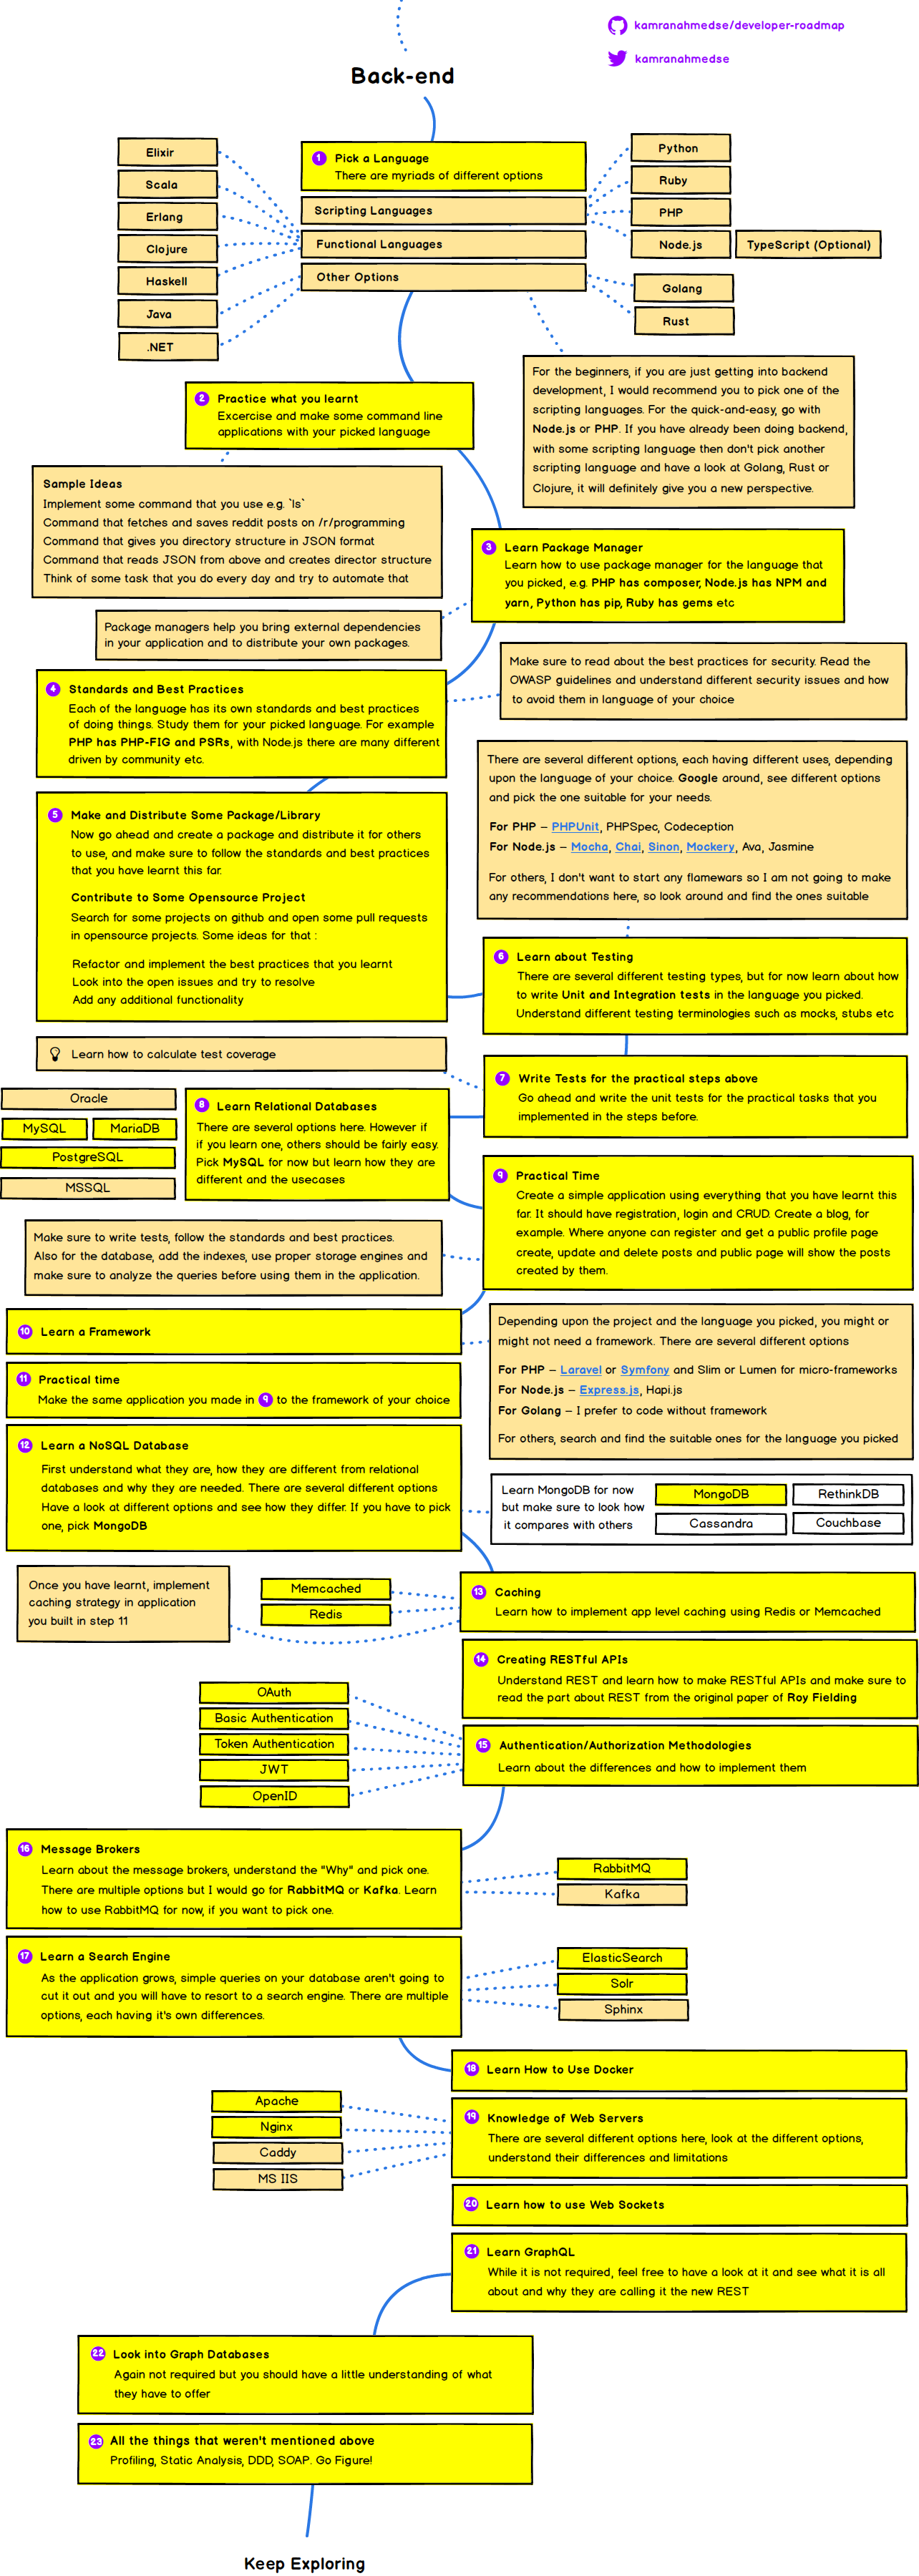 kamranahmedse/developer-roadmap
kamranahmedse
Back-end
Elixir
Scala
Erlang
Clojure
Haskell
Java
.NET
1 Pick a Language
There are myriads of different options
Scripting Languages
Functional Languages
Other Options
Python
Ruby
PHP
Node.js
TypeScript (Optional)
Golang
Rust
For the beginners, if you are just getting into backend
development, I would recommend you to pick one of the
scripting languages. For the quick-and-easy, go with
Node.js or PHP. If you have already been doing backend,
with some scripting language then don't pick another
scripting language and have a look at Golang, Rust or
Clojure, it will definitely give you a new perspective.
2 Practice what you learnt
Excercise and make some command line
applications with your picked language
Sample Ideas
Implement some command that you use e.g. `ls`
Command that fetches and saves reddit posts on /r/programming
Command that gives you directory structure in JSON format
Command that reads JSON from above and creates director structure
Think of some task that you do every day and try to automate that
3 Learn Package Manager
Learn how to use package manager for the language that
you picked, e.g. PHP has composer, Node.js has NPM and
yarn, Python has pip, Ruby has gems etc
Package managers help you bring external dependencies
in your application and to distribute your own packages.
4 Standards and Best Practices
Each of the language has its own standards and best practices
of doing things. Study them for your picked language. For example
PHP has PHP-FIG and PSRs, with Node.js there are many different
driven by community etc.
Make sure to read about the best practices for security. Read the
OWASP guidelines and understand different security issues and how
to avoid them in language of your choice
5 Make and Distribute Some Package/Library
Now go ahead and create a package and distribute it for others
to use, and make sure to follow the standards and best practices
that you have learnt this far.
Contribute to Some Opensource Project
Search for some projects on github and open some pull requests
in opensource projects. Some ideas for that :
Refactor and implement the best practices that you learnt
Look into the open issues and try to resolve
Add any additional functionality
There are several different options, each having different uses, depending
upon the language of your choice. Google around, see different options
and pick the one suitable for your needs.
For PHP – PHPUnit, PHPSpec, Codeception
For Node.js – Mocha, Chai, Sinon, Mockery, Ava, Jasmine
For others, I don't want to start any flamewars so I am not going to make
any recommendations here, so look around and find the ones suitable
6 Learn about Testing
There are several different testing types, but for now learn about how
to write Unit and Integration tests in the language you picked.
Understand different testing terminologies such as mocks, stubs etc
Learn how to calculate test coverage
7 Write Tests for the practical steps above
Go ahead and write the unit tests for the practical tasks that you
implemented in the steps before.
Oracle
MySQL
MariaDB
PostgreSQL
MSSQL
8 Learn Relational Databases
There are several options here. However if
if you learn one, others should be fairly easy.
Pick MySQL for now but learn how they are
different and the usecases
9 Practical Time
Create a simple application using everything that you have learnt this
far. It should have registration, login and CRUD. Create a blog, for
example. Where anyone can register and get a public profile page
create, update and delete posts and public page will show the posts
created by them.
Make sure to write tests, follow the standards and best practices.
Also for the database, add the indexes, use proper storage engines and
make sure to analyze the queries before using them in the application.
10 Learn a Framework
Depending upon the project and the language you picked, you might or
might not need a framework. There are several different options
For PHP – Laravel or Symfony and Slim or Lumen for micro-frameworks
For Node.js – Express.js, Hapi.js
For Golang – I prefer to code without framework
For others, search and find the suitable ones for the language you picked
11 Practical time
Make the same application you made in 9 to the framework of your choice
12 Learn a NoSQL Database
First understand what they are, how they are different from relational
databases and why they are needed. There are several different options
Have a look at different options and see how they differ. If you have to pick
one, pick MongoDB
Learn MongoDB for now
but make sure to look how
it compares with others
MongoDB
RethinkDB
Cassandra
Couchbase
Once you have learnt, implement
caching strategy in application
you built in step 11
Memcached
Redis
13 Caching
Learn how to implement app level caching using Redis or Memcached
14 Creating RESTful APIs
Understand REST and learn how to make RESTful APIs and make sure to
read the part about REST from the original paper of Roy Fielding
OAuth
Basic Authentication
Token Authentication
JWT
OpenID
15 Authentication/Authorization Methodologies
Learn about the differences and how to implement them
16 Message Brokers
Learn about the message brokers, understand the "Why" and pick one.
There are multiple options but I would go for RabbitMQ or Kafka. Learn
how to use RabbitMQ for now, if you want to pick one.
RabbitMQ
Kafka
17 Learn a Search Engine
As the application grows, simple queries on your database aren't going to
cut it out and you will have to resort to a search engine. There are multiple
options, each having it's own differences.
ElasticSearch
Solr
Sphinx
18 Learn How to Use Docker
Apache
Nginx
Caddy
MS IIS
19 Knowledge of Web Servers
There are several different options here, look at the different options,
understand their differences and limitations
20 Learn how to use Web Sockets
21 Learn GraphQL
While it is not required, feel free to have a look at it and see what it is all
about and why they are calling it the new REST
22 Look into Graph Databases
Again not required but you should have a little understanding of what
they have to offer
23 All the things that weren't mentioned above
Profiling, Static Analysis, DDD, SOAP. Go Figure!
Keep Exploring